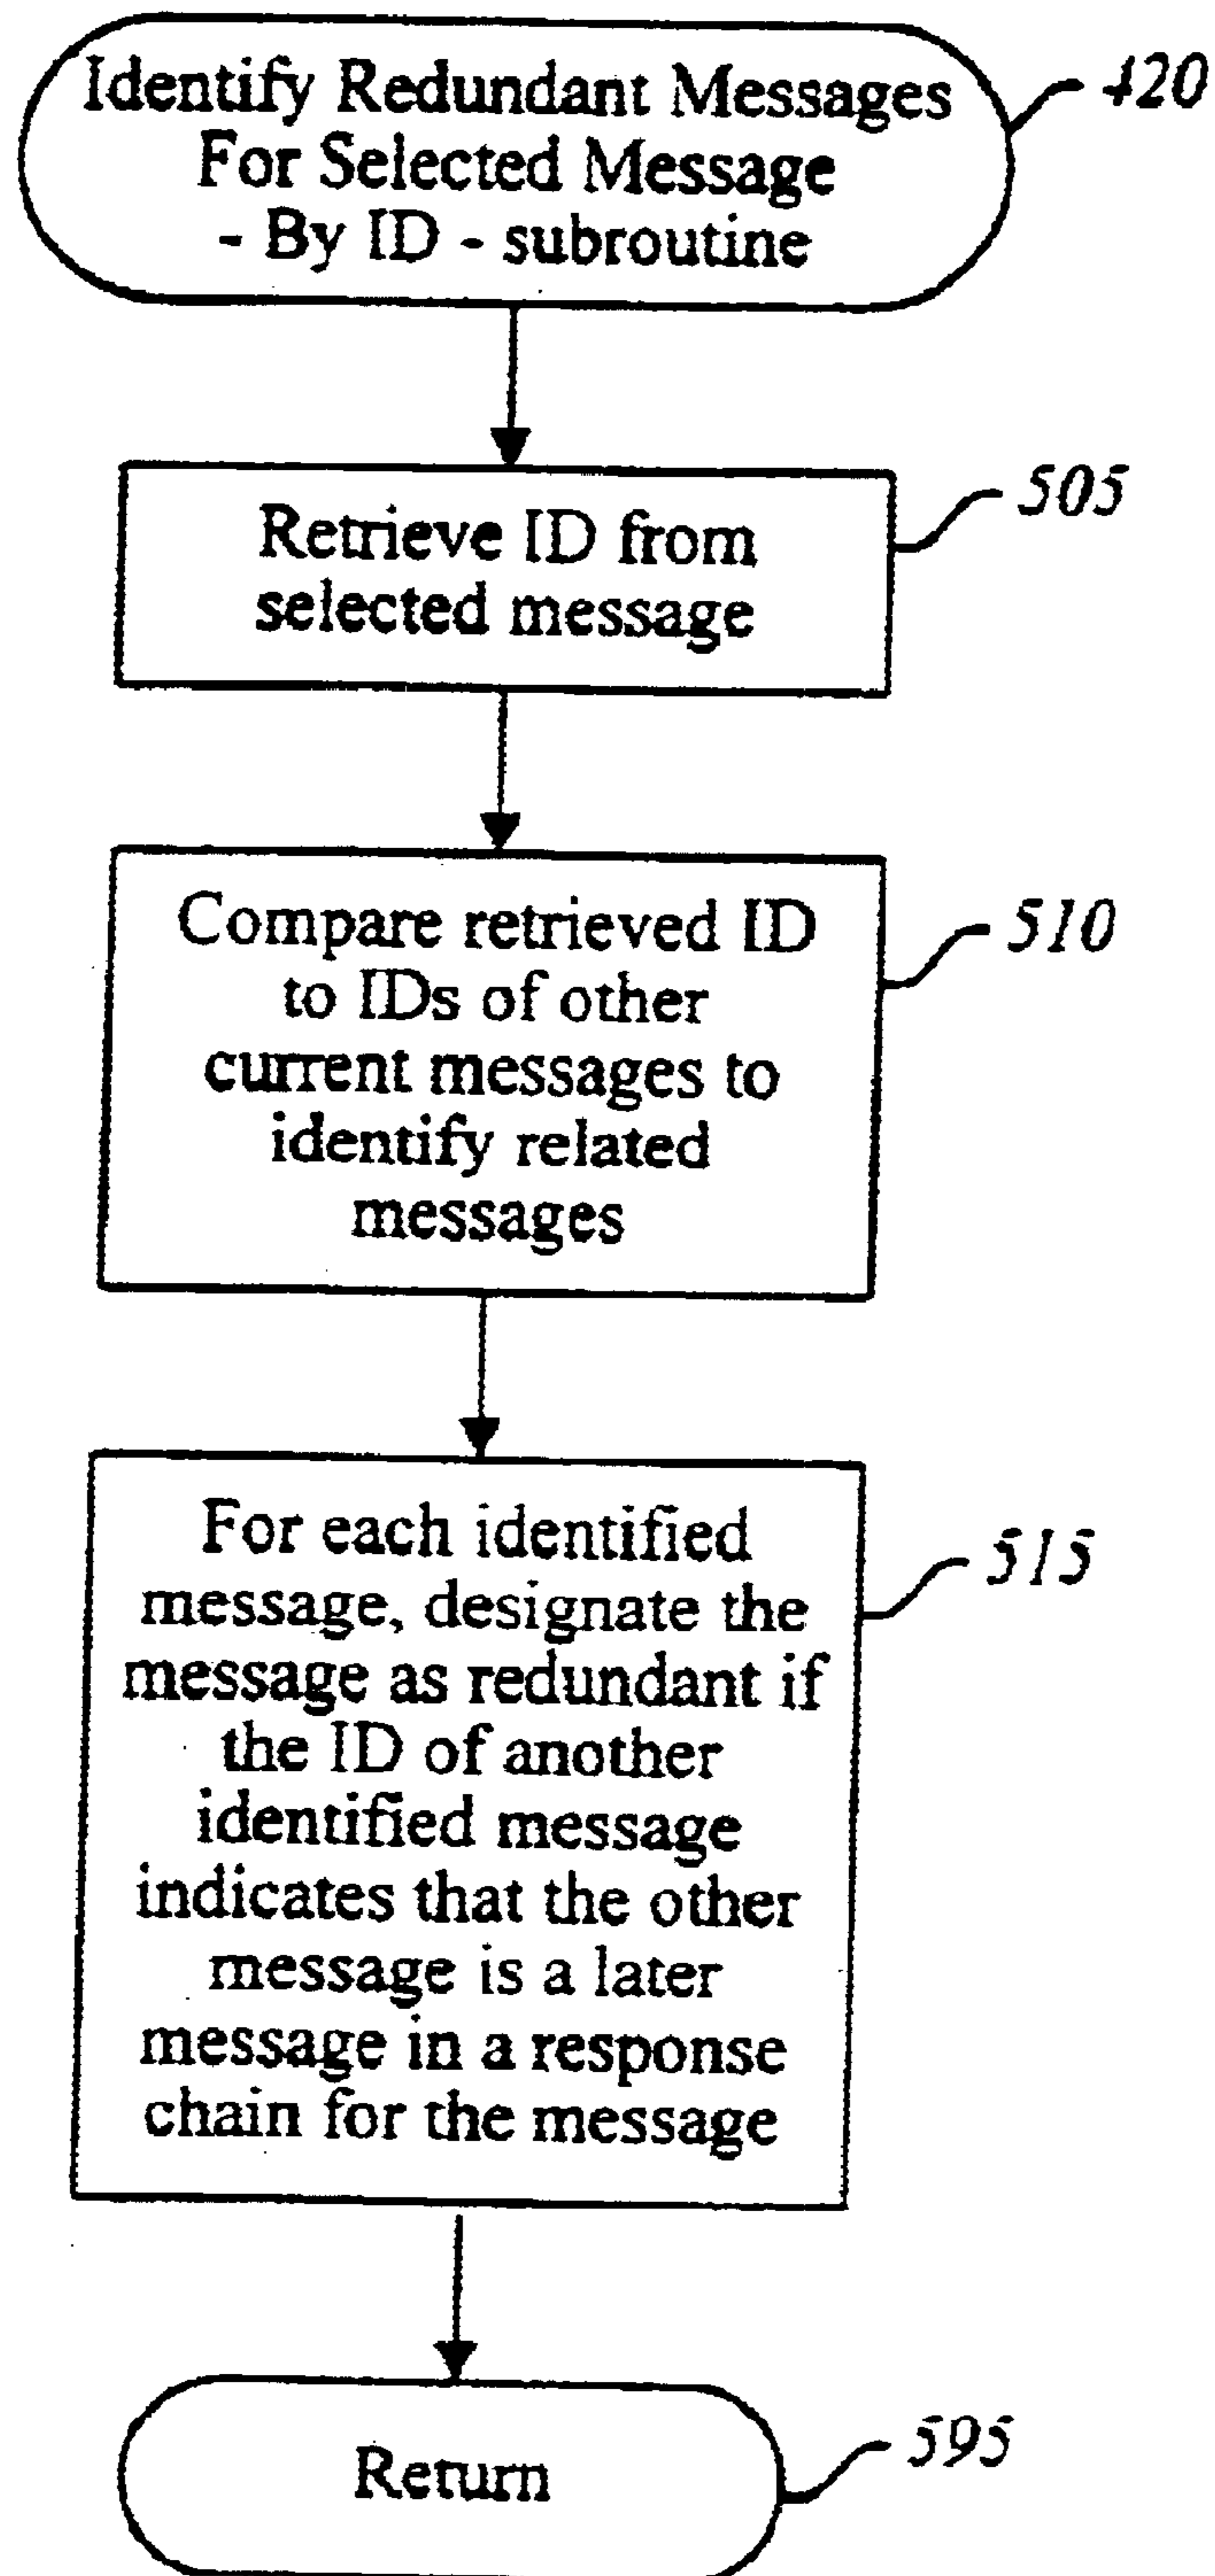 Identify Redundant Messages
For Selected Message
- By ID - subroutine
420
Retrieve ID from
selected message
505
Compare retrieved ID
to IDs of other
current messages to
identify related
messages
510
For each identified
message, designate the
message as redundant if
the ID of another
identified message
indicates that the other
message is a later
message in a response
chain for the message
515
Return
595